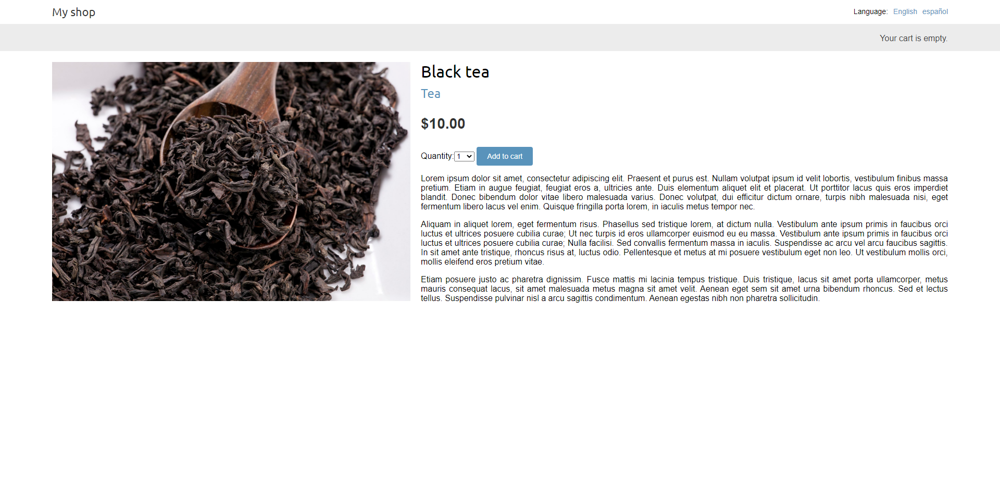 My shop
Language: English español
Your cart is empty.
Black tea
Tea
$10.00
Quantity: 1 Add to cart
Lorem ipsum dolor sit amet, consectetur adipiscing elit. Praesent et purus est. Nullam volutpat ipsum id velit lobortis, vestibulum finibus massa
pretium. Etiam in augue feugiat, feugiat eros a, ultricies ante. Duis elementum aliquet elit et placerat. Ut porttitor lacus quis eros imperdiet
blandit. Donec bibendum dolor vitae libero malesuada varius. Donec volutpat, dui efficitur dictum ornare, turpis nibh malesuada nisi, eget
fermentum libero lacus vel enim. Quisque fringilla porta lorem, in iaculis metus tempor nec.
Aliquam in aliquet lorem, eget fermentum risus. Phasellus sed tristique lorem, at dictum nulla. Vestibulum ante ipsum primis in faucibus orci
luctus et ultrices posuere cubilia curae; Ut nec turpis id eros ullamcorper euismod eu eu massa. Vestibulum ante ipsum primis in faucibus orci
luctus et ultrices posuere cubilia curae; Nulla facilisi. Sed convallis fermentum massa in iaculis. Suspendisse ac arcu vel arcu faucibus sagittis.
In sit amet ante tristique, rhoncus risus at, luctus odio. Pellentesque et metus at mi posuere vestibulum eget non leo. Ut vestibulum mollis orci,
mollis eleifend eros pretium vitae.
Etiam posuere justo ac pharetra dignissim. Fusce mattis mi lacinia tempus tristique. Duis tristique, lacus sit amet porta ullamcorper, metus
mauris consequat lacus, sit amet malesuada metus magna sit amet velit. Aenean eget sem sit amet urna bibendum rhoncus. Sed et lectus
tellus. Suspendisse pulvinar nisl a arcu sagittis condimentum. Aenean egestas nibh non pharetra sollicitudin.